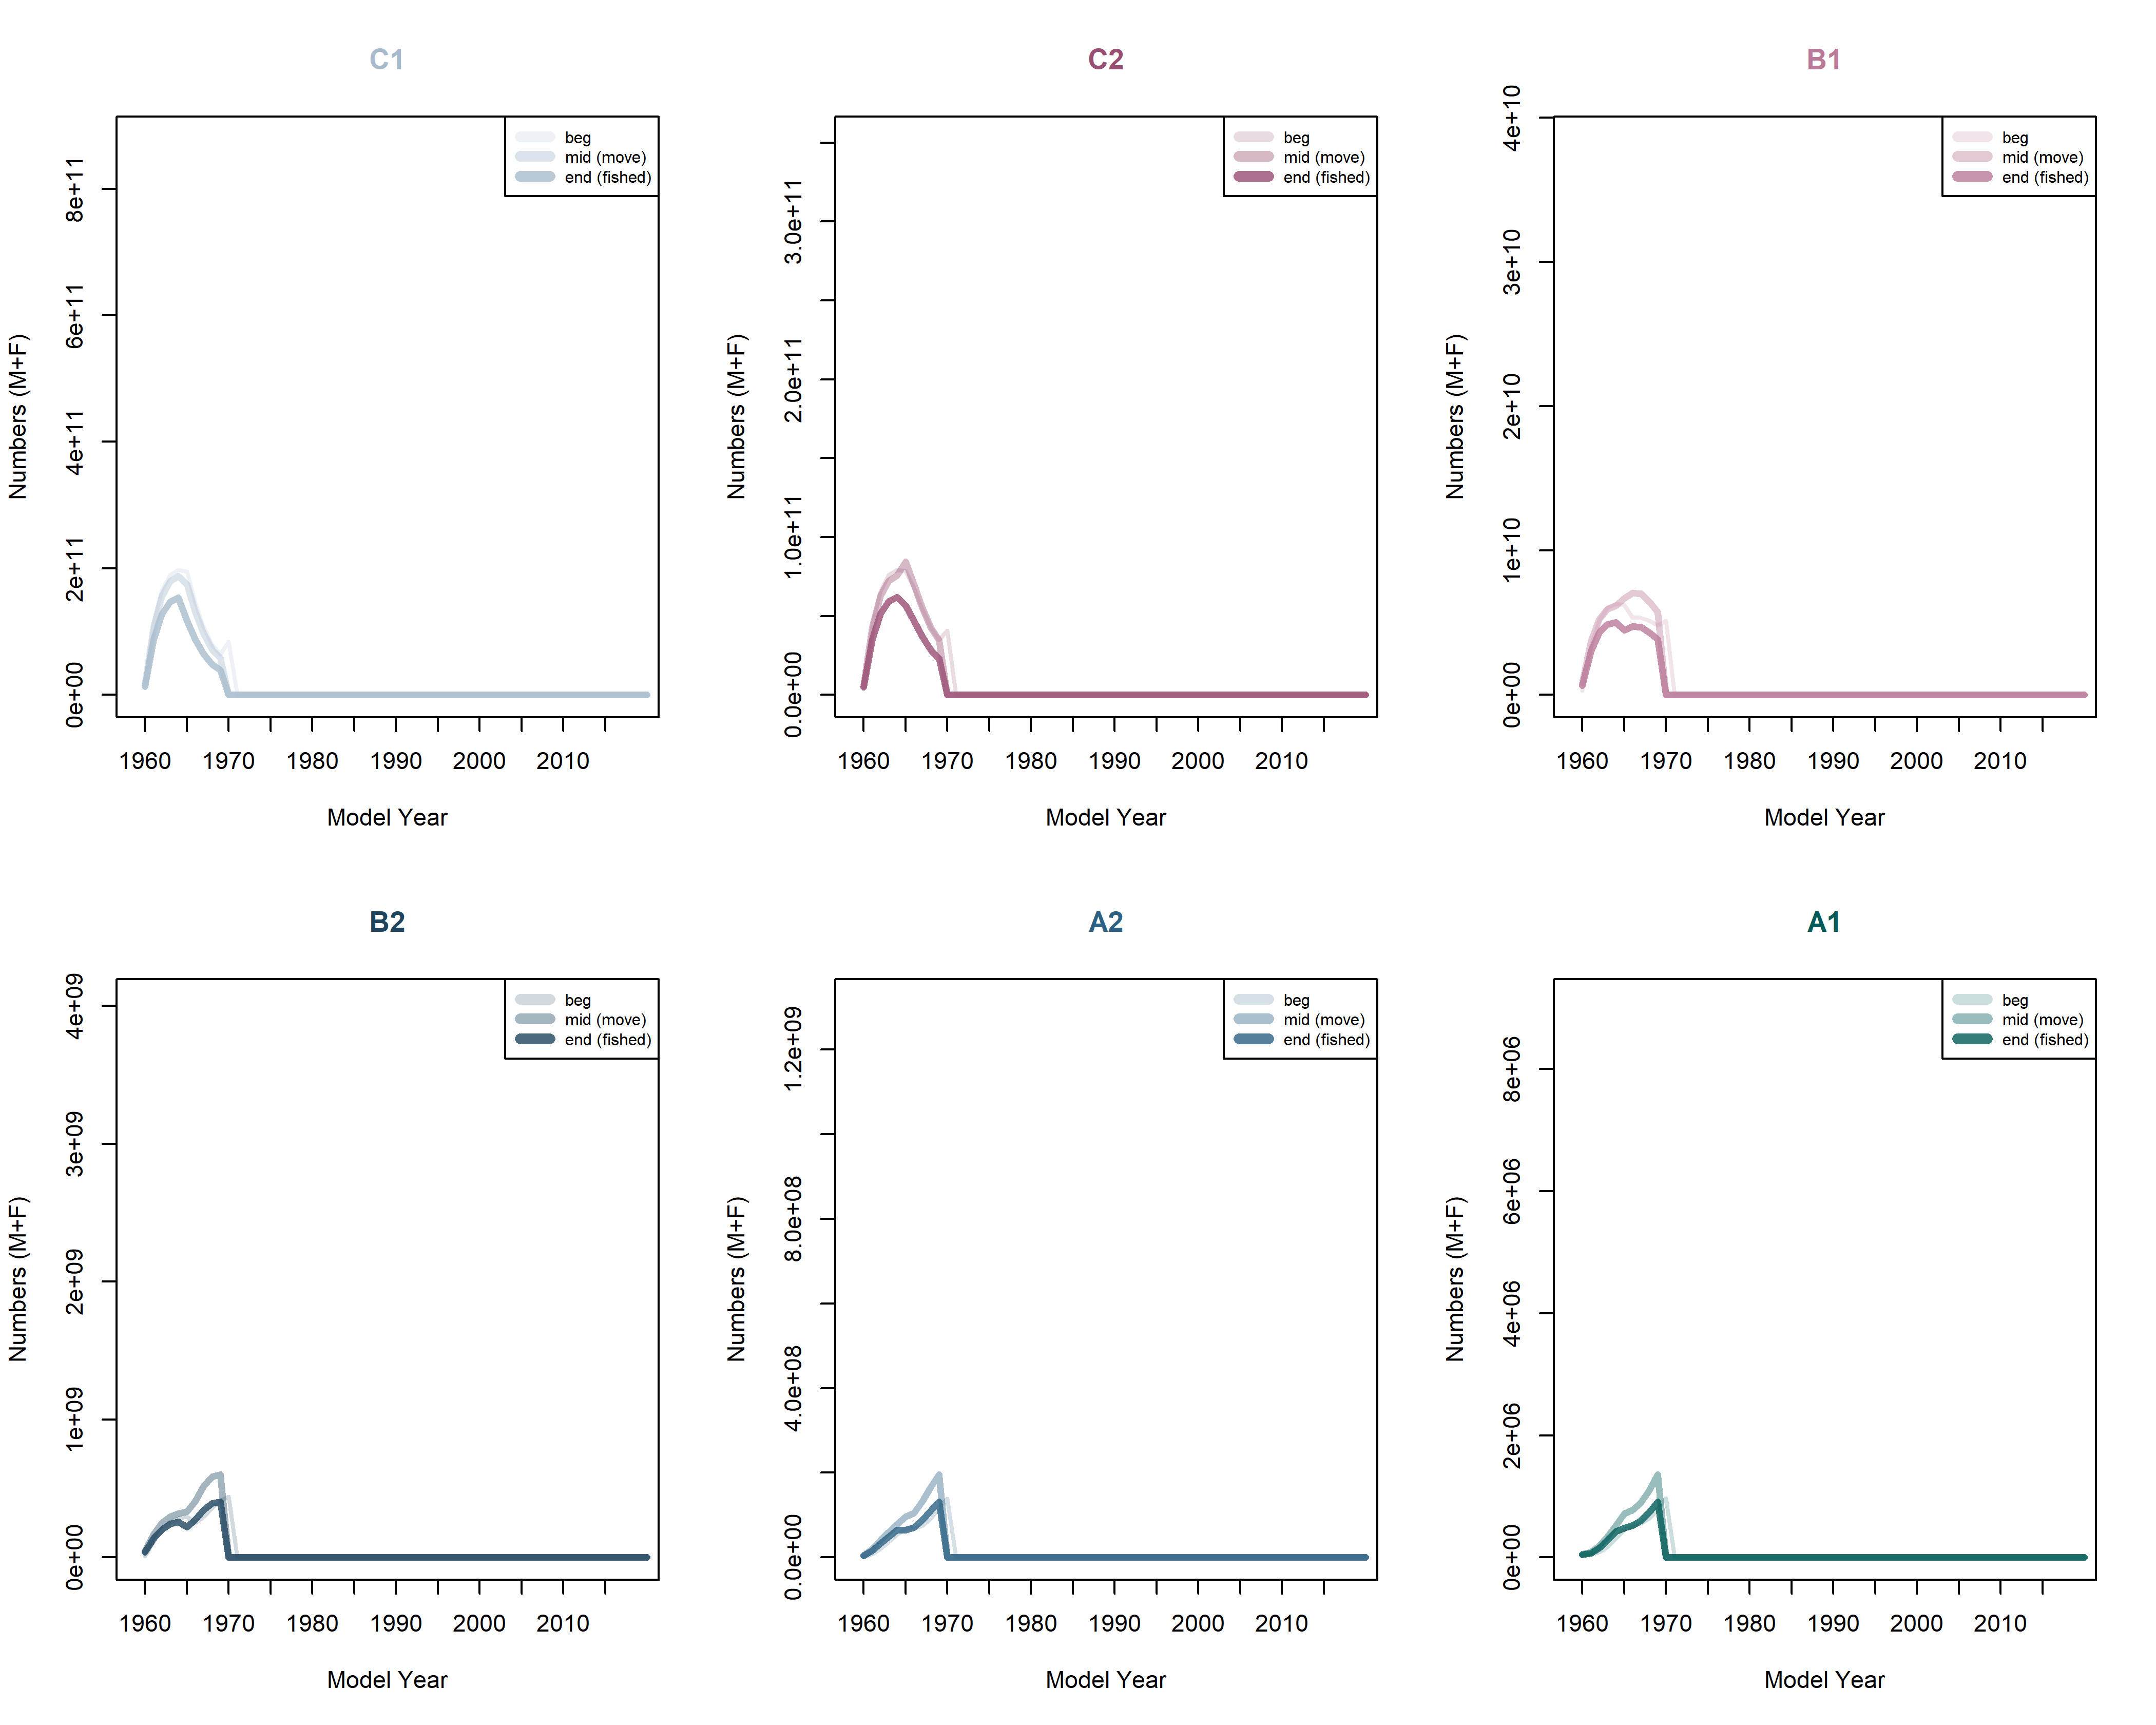 C1
beg
mid (move)
end (fished)
Numbers (M+F)
0e+00 2e+11 4e+11 6e+11 8e+11
1960 1970 1980 1990 2000 2010
Model Year
C2
beg
mid (move)
end (fished)
Numbers (M+F)
0.0e+00 1.0e+11 2.0e+11 3.0e+11
1960 1970 1980 1990 2000 2010
Model Year
B1
beg
mid (move)
end (fished)
Numbers (M+F)
0e+00 1e+10 2e+10 3e+10 4e+10
1960 1970 1980 1990 2000 2010
Model Year
B2
beg
mid (move)
end (fished)
Numbers (M+F)
0e+00 1e+09 2e+09 3e+09 4e+09
1960 1970 1980 1990 2000 2010
Model Year
A2
beg
mid (move)
end (fished)
Numbers (M+F)
0.0e+00 4.0e+08 8.0e+08 1.2e+09
1960 1970 1980 1990 2000 2010
Model Year
A1
beg
mid (move)
end (fished)
Numbers (M+F)
0e+00 2e+06 4e+06 6e+06 8e+06
1960 1970 1980 1990 2000 2010
Model Year